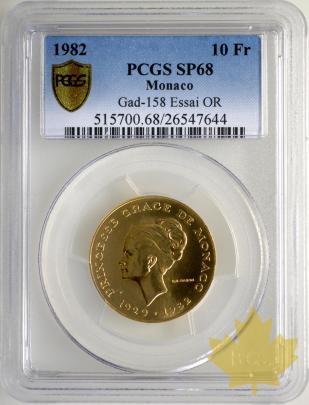 1982 10 Fr
PCGS
PCGS SP68
Monaco
Gad-158 Essai OR
515700.68/26547644
PRINCESSE GRACE DE MONACO
1929 - 1982